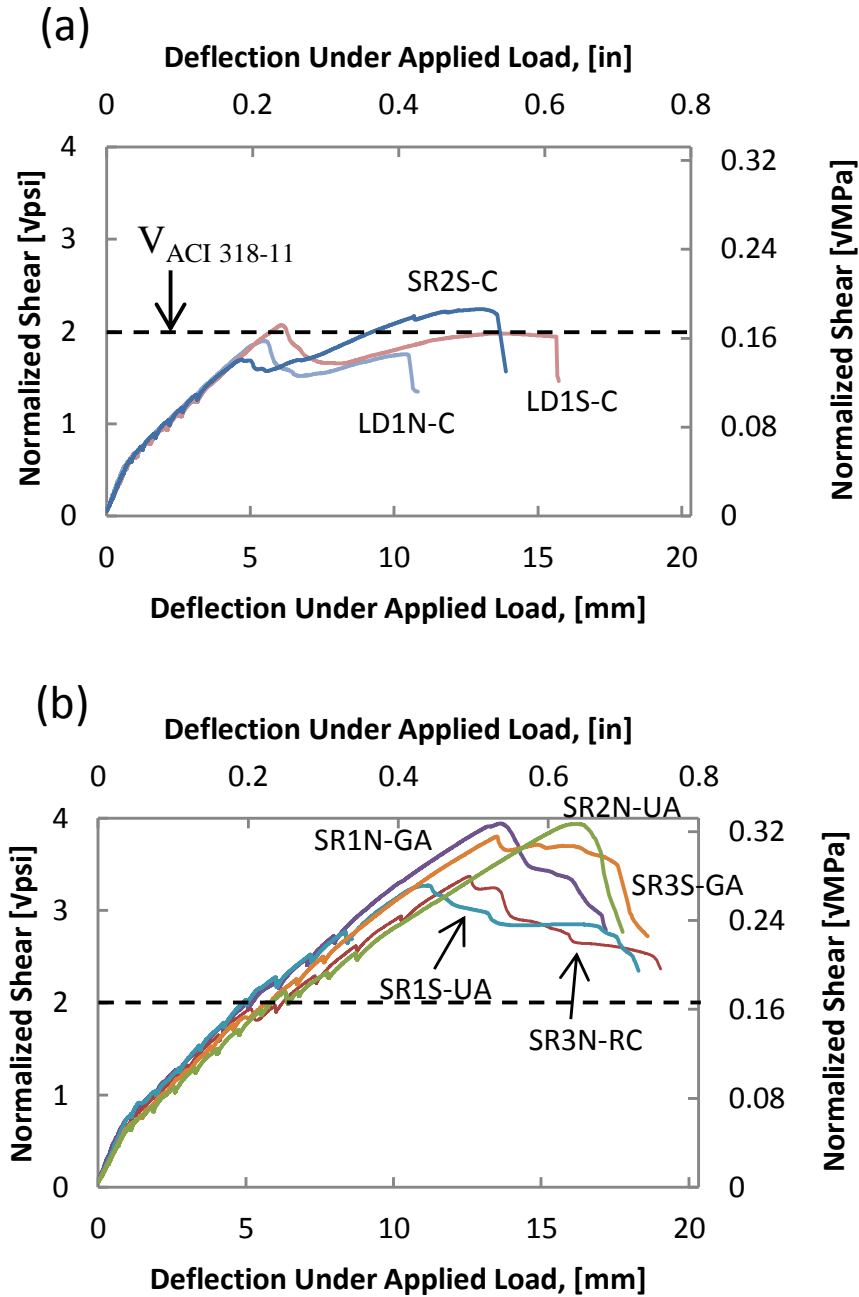 (a)
Deflection Under Applied Load, [in]
0 0.2 0.4 0.6 0.8
4
3
2
1
0
Normalized Shear [√psi]
0.32
0.24
0.16
0.08
0
Normalized Shear [√MPa]
V ACI 318-11
SR2S-C
LD1N-C
LD1S-C
0 5 10 15 20
Deflection Under Applied Load, [mm]
(b)
Deflection Under Applied Load, [in]
0 0.2 0.4 0.6 0.8
4
3
2
1
0
Normalized Shear [√psi]
0.32
0.24
0.16
0.08
0
Normalized Shear [√MPa]
SR2N-UA
SR1N-GA
SR3S-GA
SR1S-UA
SR3N-RC
0 5 10 15 20
Deflection Under Applied Load, [mm]